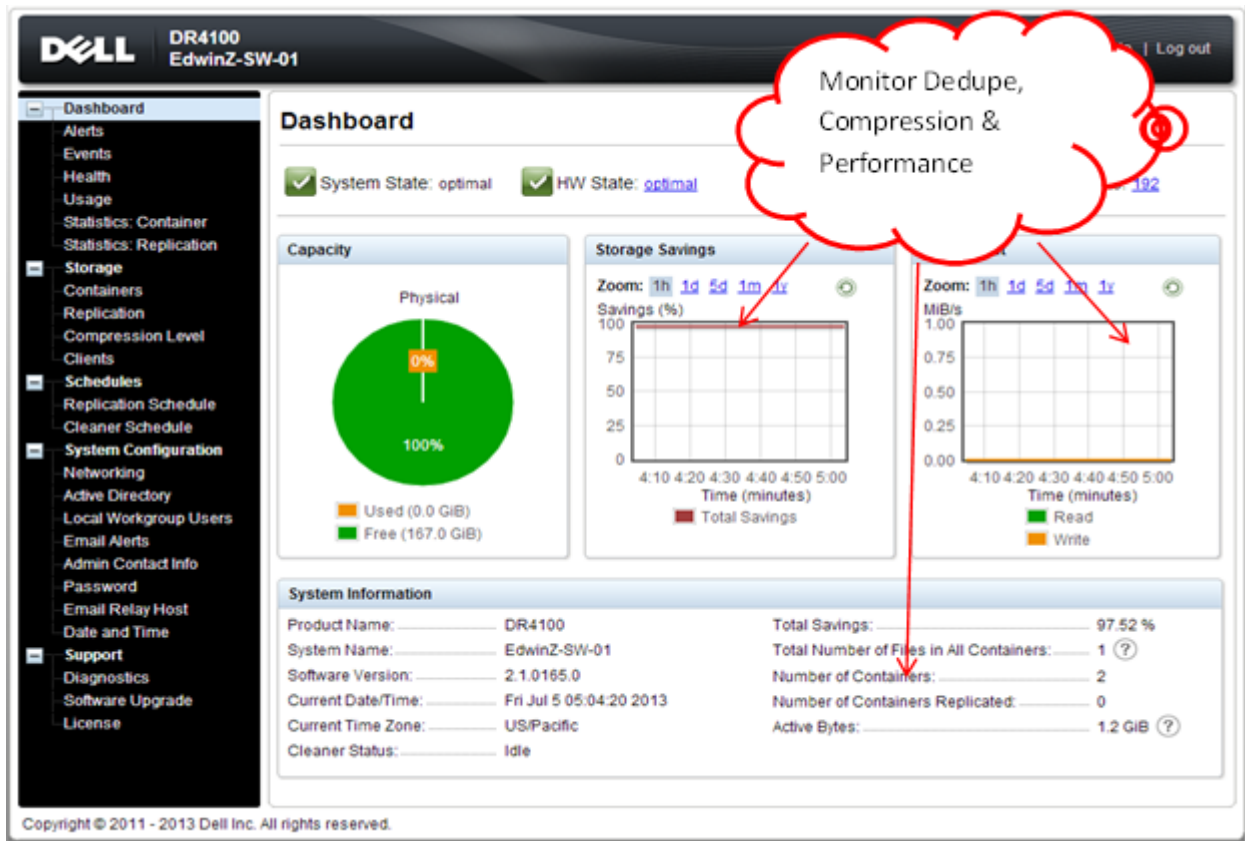 DELL
DR4100
EdwinZ-SW-01
| Log out
Monitor Dedupe,
Compression &
Performance
Dashboard
Alerts
Events
Health
Usage
Statistics: Container
Statistics: Replication
Storage
Containers
Replication
Compression Level
Clients
Schedules
Replication Schedule
Cleaner Schedule
System Configuration
Networking
Active Directory
Local Workgroup Users
Email Alerts
Admin Contact Info
Password
Email Relay Host
Date and Time
Support
Diagnostics
Software Upgrade
License
Dashboard
System State: optimal HW State: optimal 192
Capacity
Physical
0%
100%
Used (0.0 GiB)
Free (167.0 GiB)
Storage Savings
Zoom: 1h 1d 5d 1m 1y
Savings (%)
100
75
50
25
0
4:10 4:20 4:30 4:40 4:50 5:00
Time (minutes)
Total Savings
Zoom: 1h 1d 5d 1m 1y
MiB/s
1.00
0.75
0.50
0.25
0.00
4:10 4:20 4:30 4:40 4:50 5:00
Time (minutes)
Read
Write
System Information
Product Name: DR4100
System Name: EdwinZ-SW-01
Software Version: 2.1.0165.0
Current Date/Time: Fri Jul 5 05:04:20 2013
Current Time Zone: US/Pacific
Cleaner Status: Idle
Total Savings: 97.52 %
Total Number of Files in All Containers: 1 ?
Number of Containers: 2
Number of Containers Replicated: 0
Active Bytes: 1.2 GiB ?
Copyright © 2011 - 2013 Dell Inc. All rights reserved.